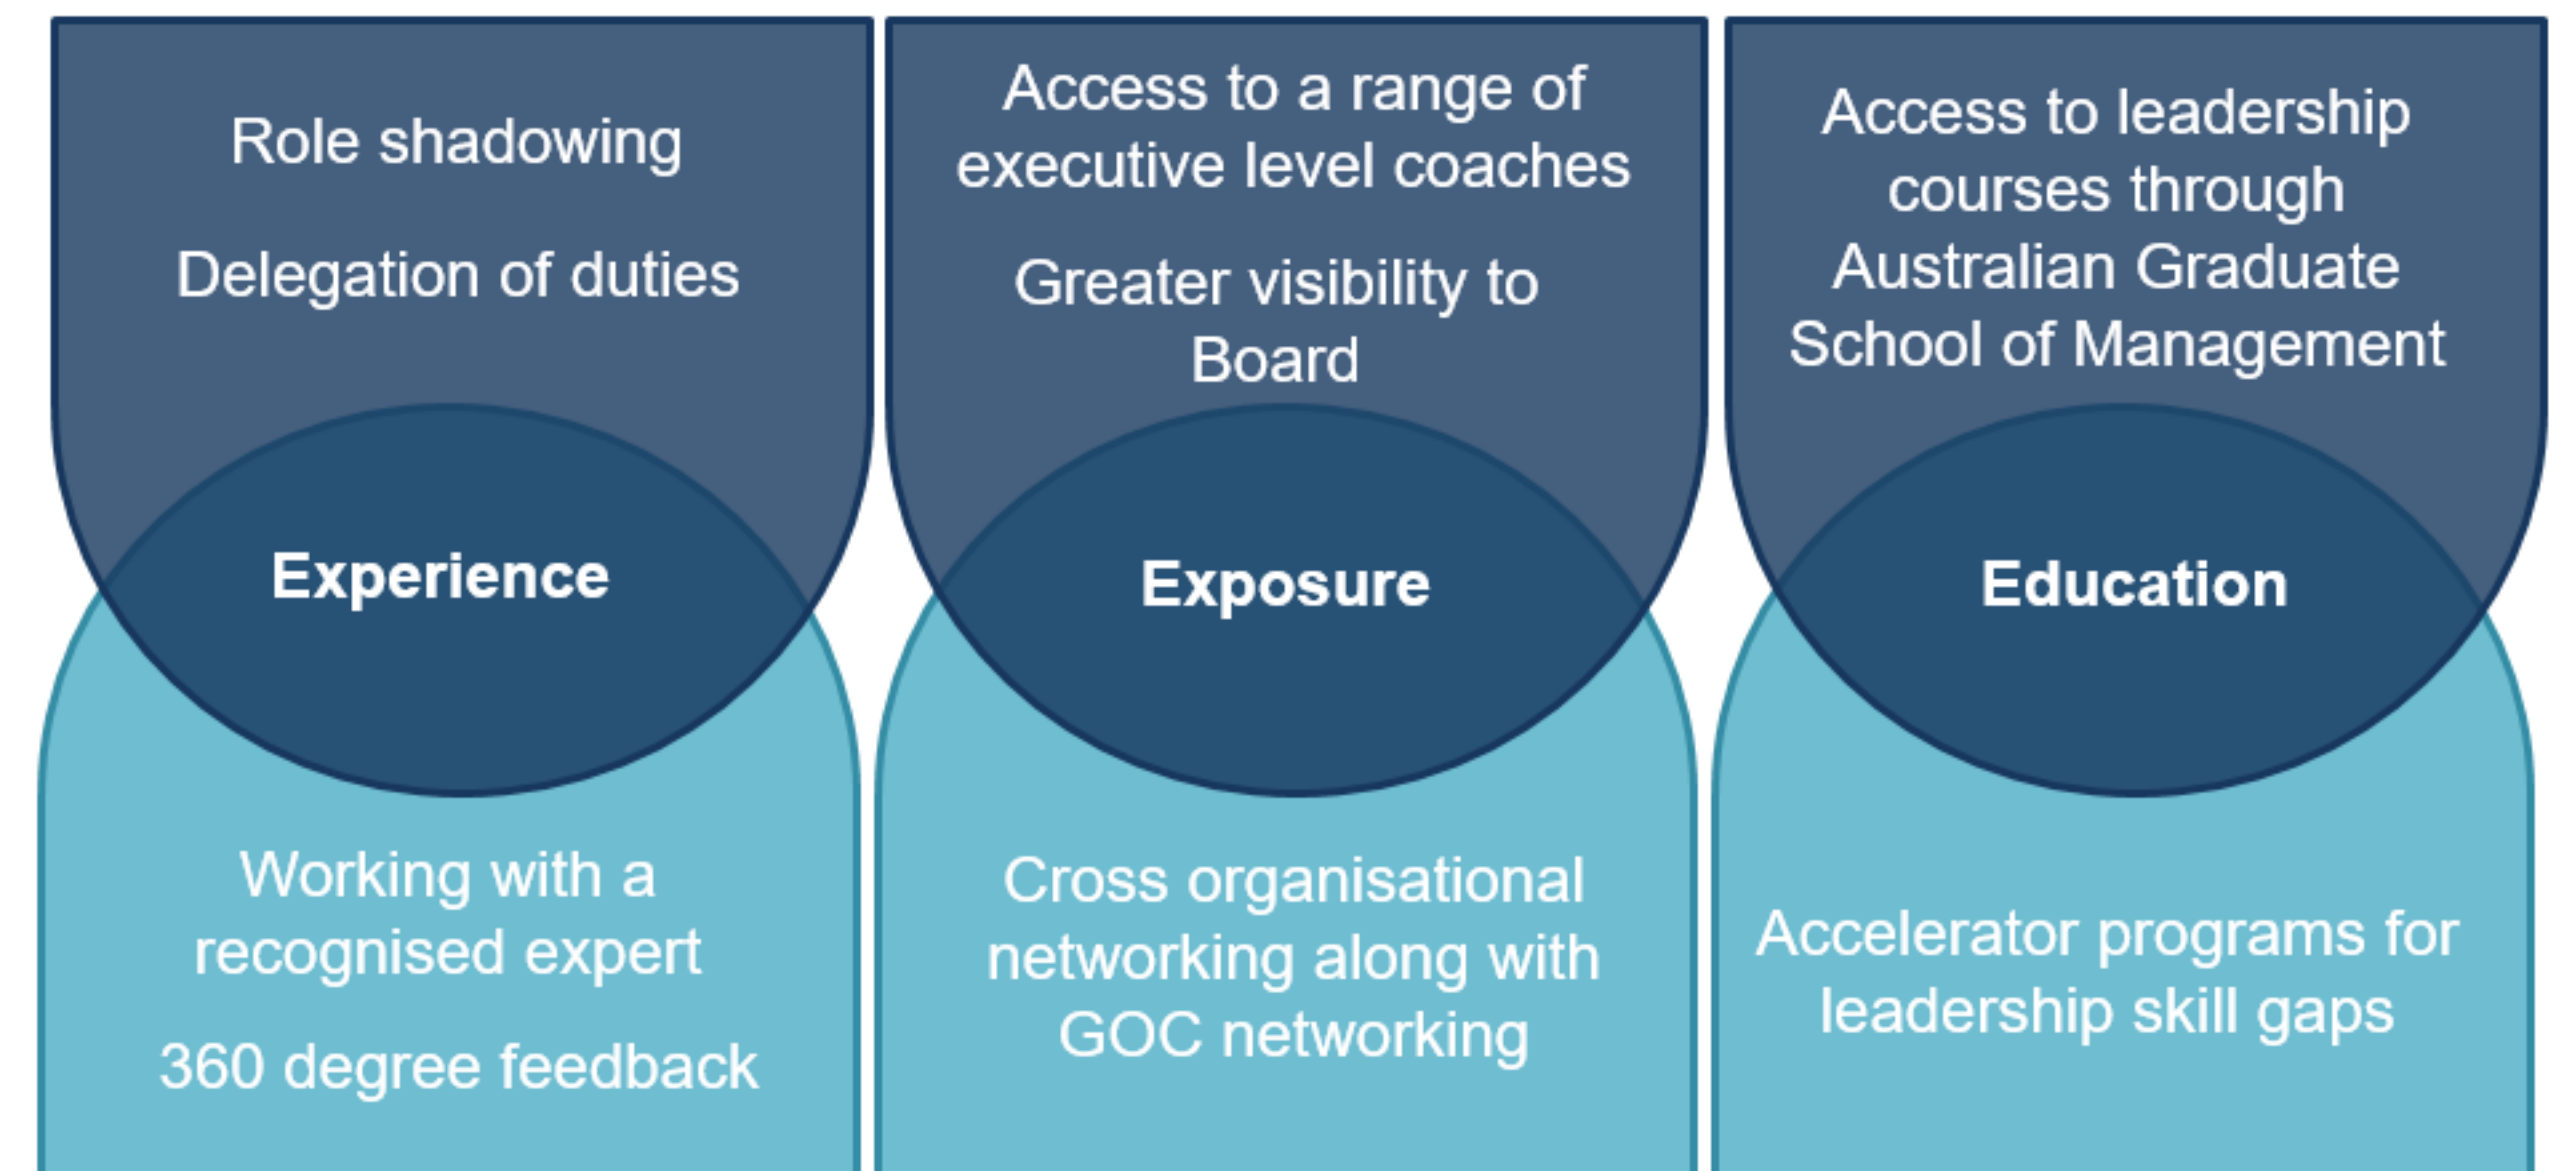 Role shadowing
Delegation of duties
Experience
Working with a
recognised expert
360 degree feedback
Access to a range of
executive level coaches
Greater visibility to
Board
Exposure
Cross organisational
networking along with
GOC networking
Access to leadership
courses through
Australian Graduate
School of Management
Education
Accelerator programs for
leadership skill gaps